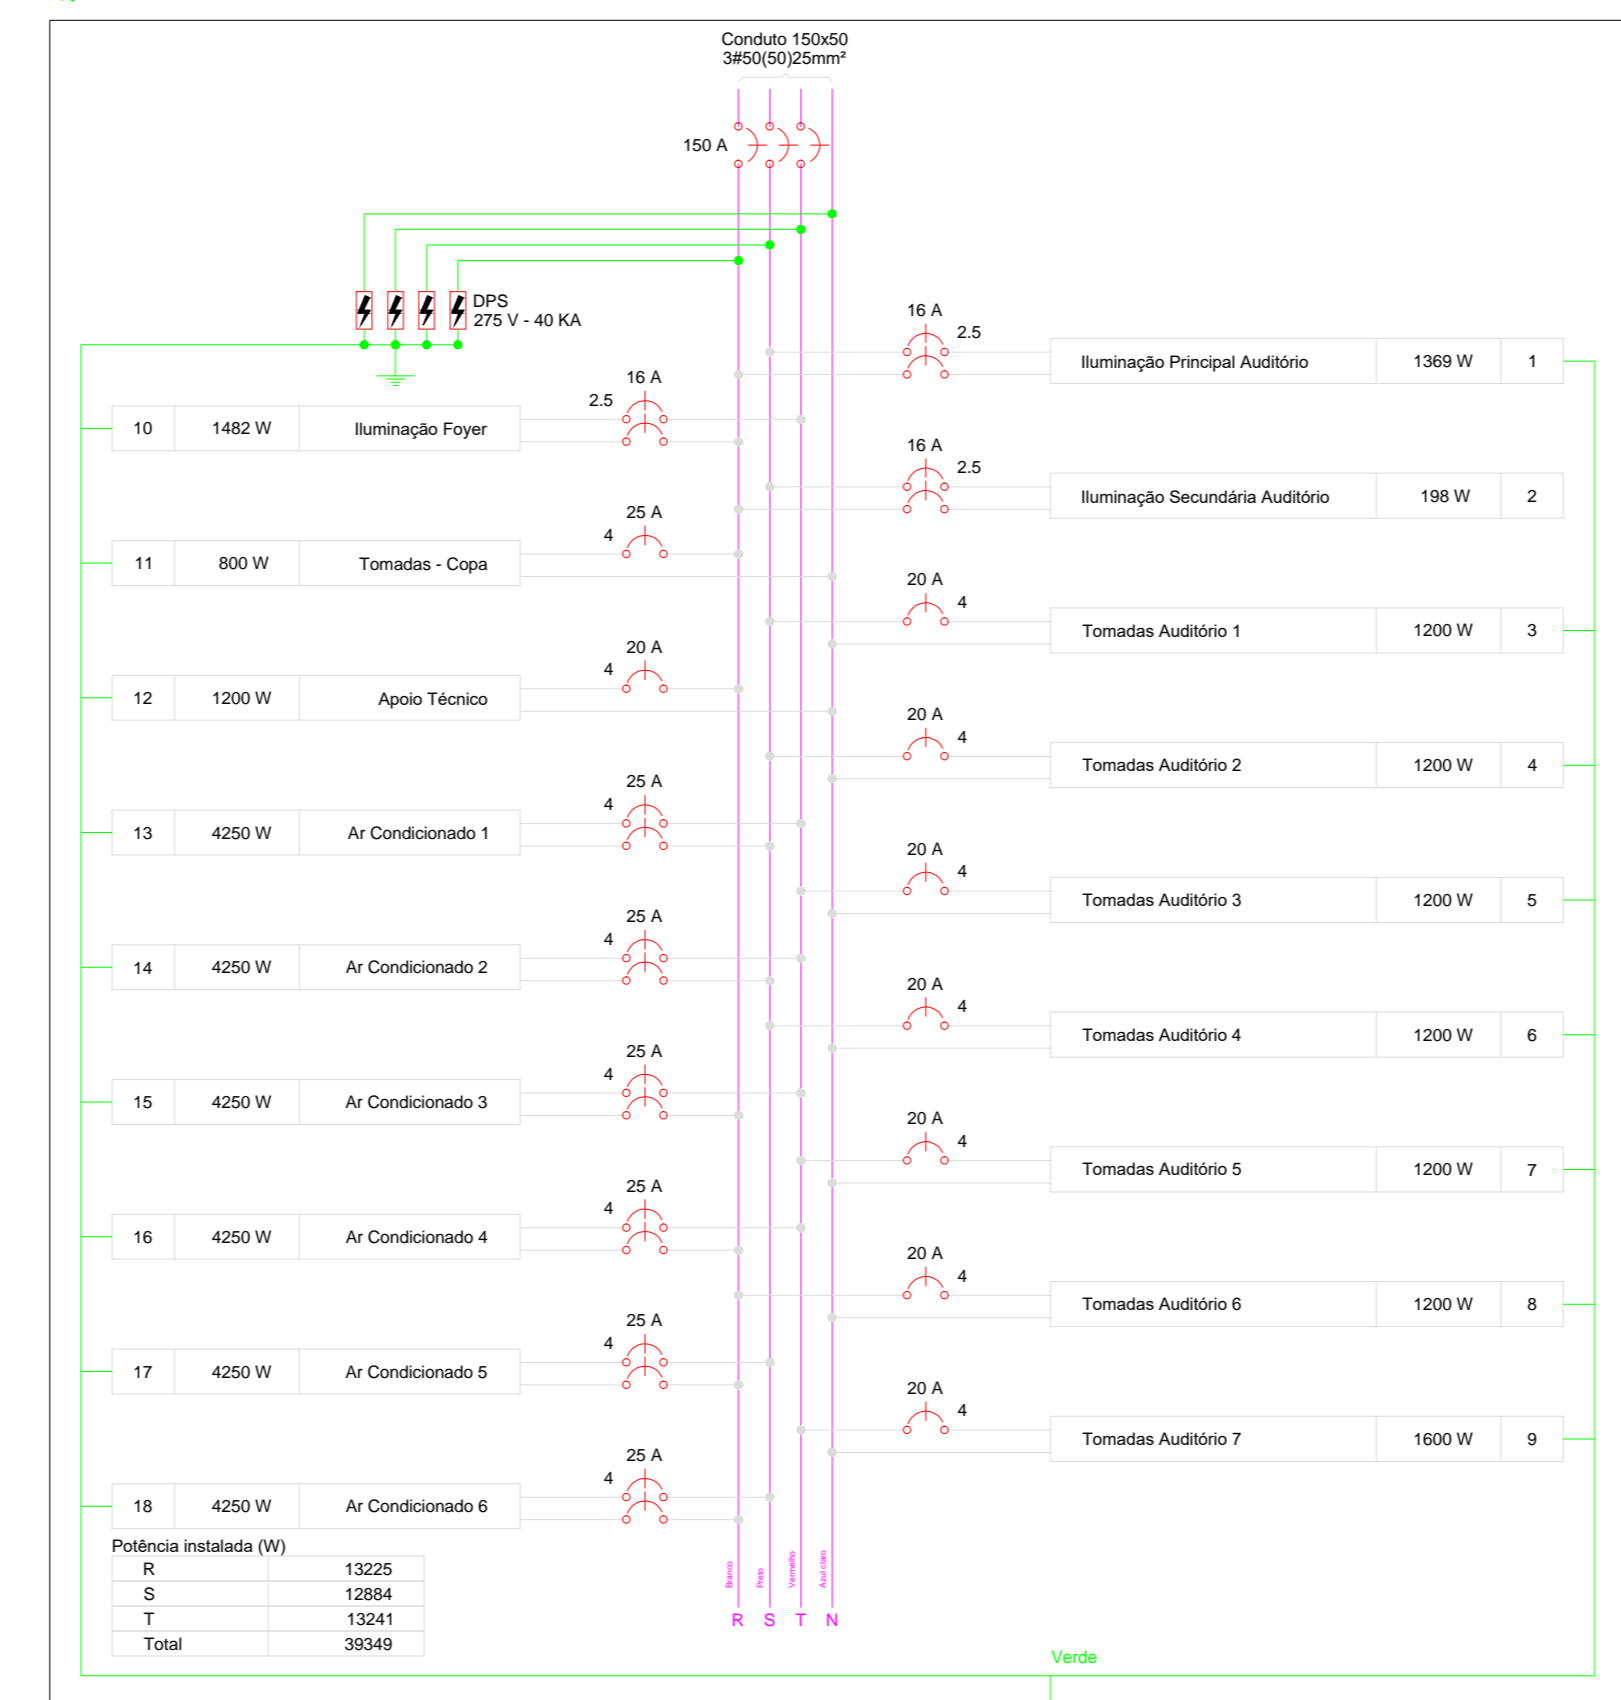 Conduto 150x50
3#50(50)25mm²
150 A
DPS
275 V - 40 KA
16 A
2.5
Iluminação Principal Auditório 1369 W 1
16 A
2.5
10 1482 W Iluminação Foyer
16 A
2.5
Iluminação Secundária Auditório 198 W 2
25 A
4
11 800 W Tomadas - Copa
20 A
4
Tomadas Auditório 1 1200 W 3
20 A
4
12 1200 W Apoio Técnico
20 A
4
Tomadas Auditório 2 1200 W 4
25 A
4
13 4250 W Ar Condicionado 1
20 A
4
Tomadas Auditório 3 1200 W 5
25 A
4
14 4250 W Ar Condicionado 2
20 A
4
Tomadas Auditório 4 1200 W 6
25 A
4
15 4250 W Ar Condicionado 3
20 A
4
Tomadas Auditório 5 1200 W 7
25 A
4
16 4250 W Ar Condicionado 4
20 A
4
Tomadas Auditório 6 1200 W 8
25 A
4
17 4250 W Ar Condicionado 5
20 A
4
Tomadas Auditório 7 1600 W 9
25 A
4
18 4250 W Ar Condicionado 6
Potência instalada (W)
R 13225
S 12884
T 13241
Total 39349
Branco
Preto
Vermelho
Azul claro
R S T N
Verde